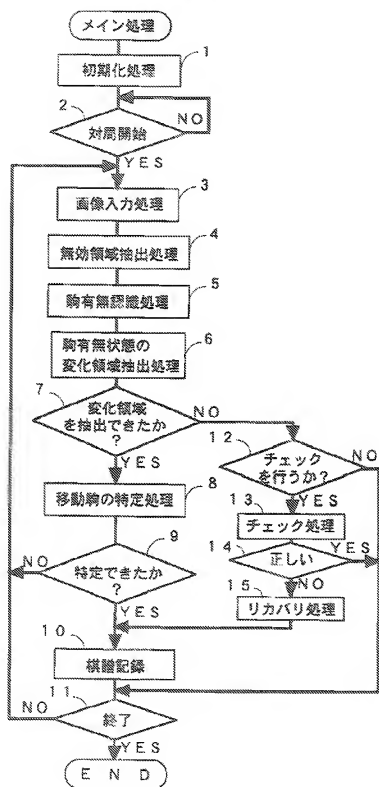 メイン処理
1
初期化処理
2
対局開始
NO
YES
3
画像入力処理
4
無効領域抽出処理
5
駒有無認識処理
6
駒有無状態の
変化領域抽出処理
7
変化領域
を抽出できたか
?
NO
YES
12
チェック
を行うか?
NO
YES
8
移動駒の特定処理
13
チェック処理
9
特定できたか
?
NO
YES
14
正しい
YES
NO
15
リカバリ処理
10
棋譜記録
11
終了
NO
YES
END